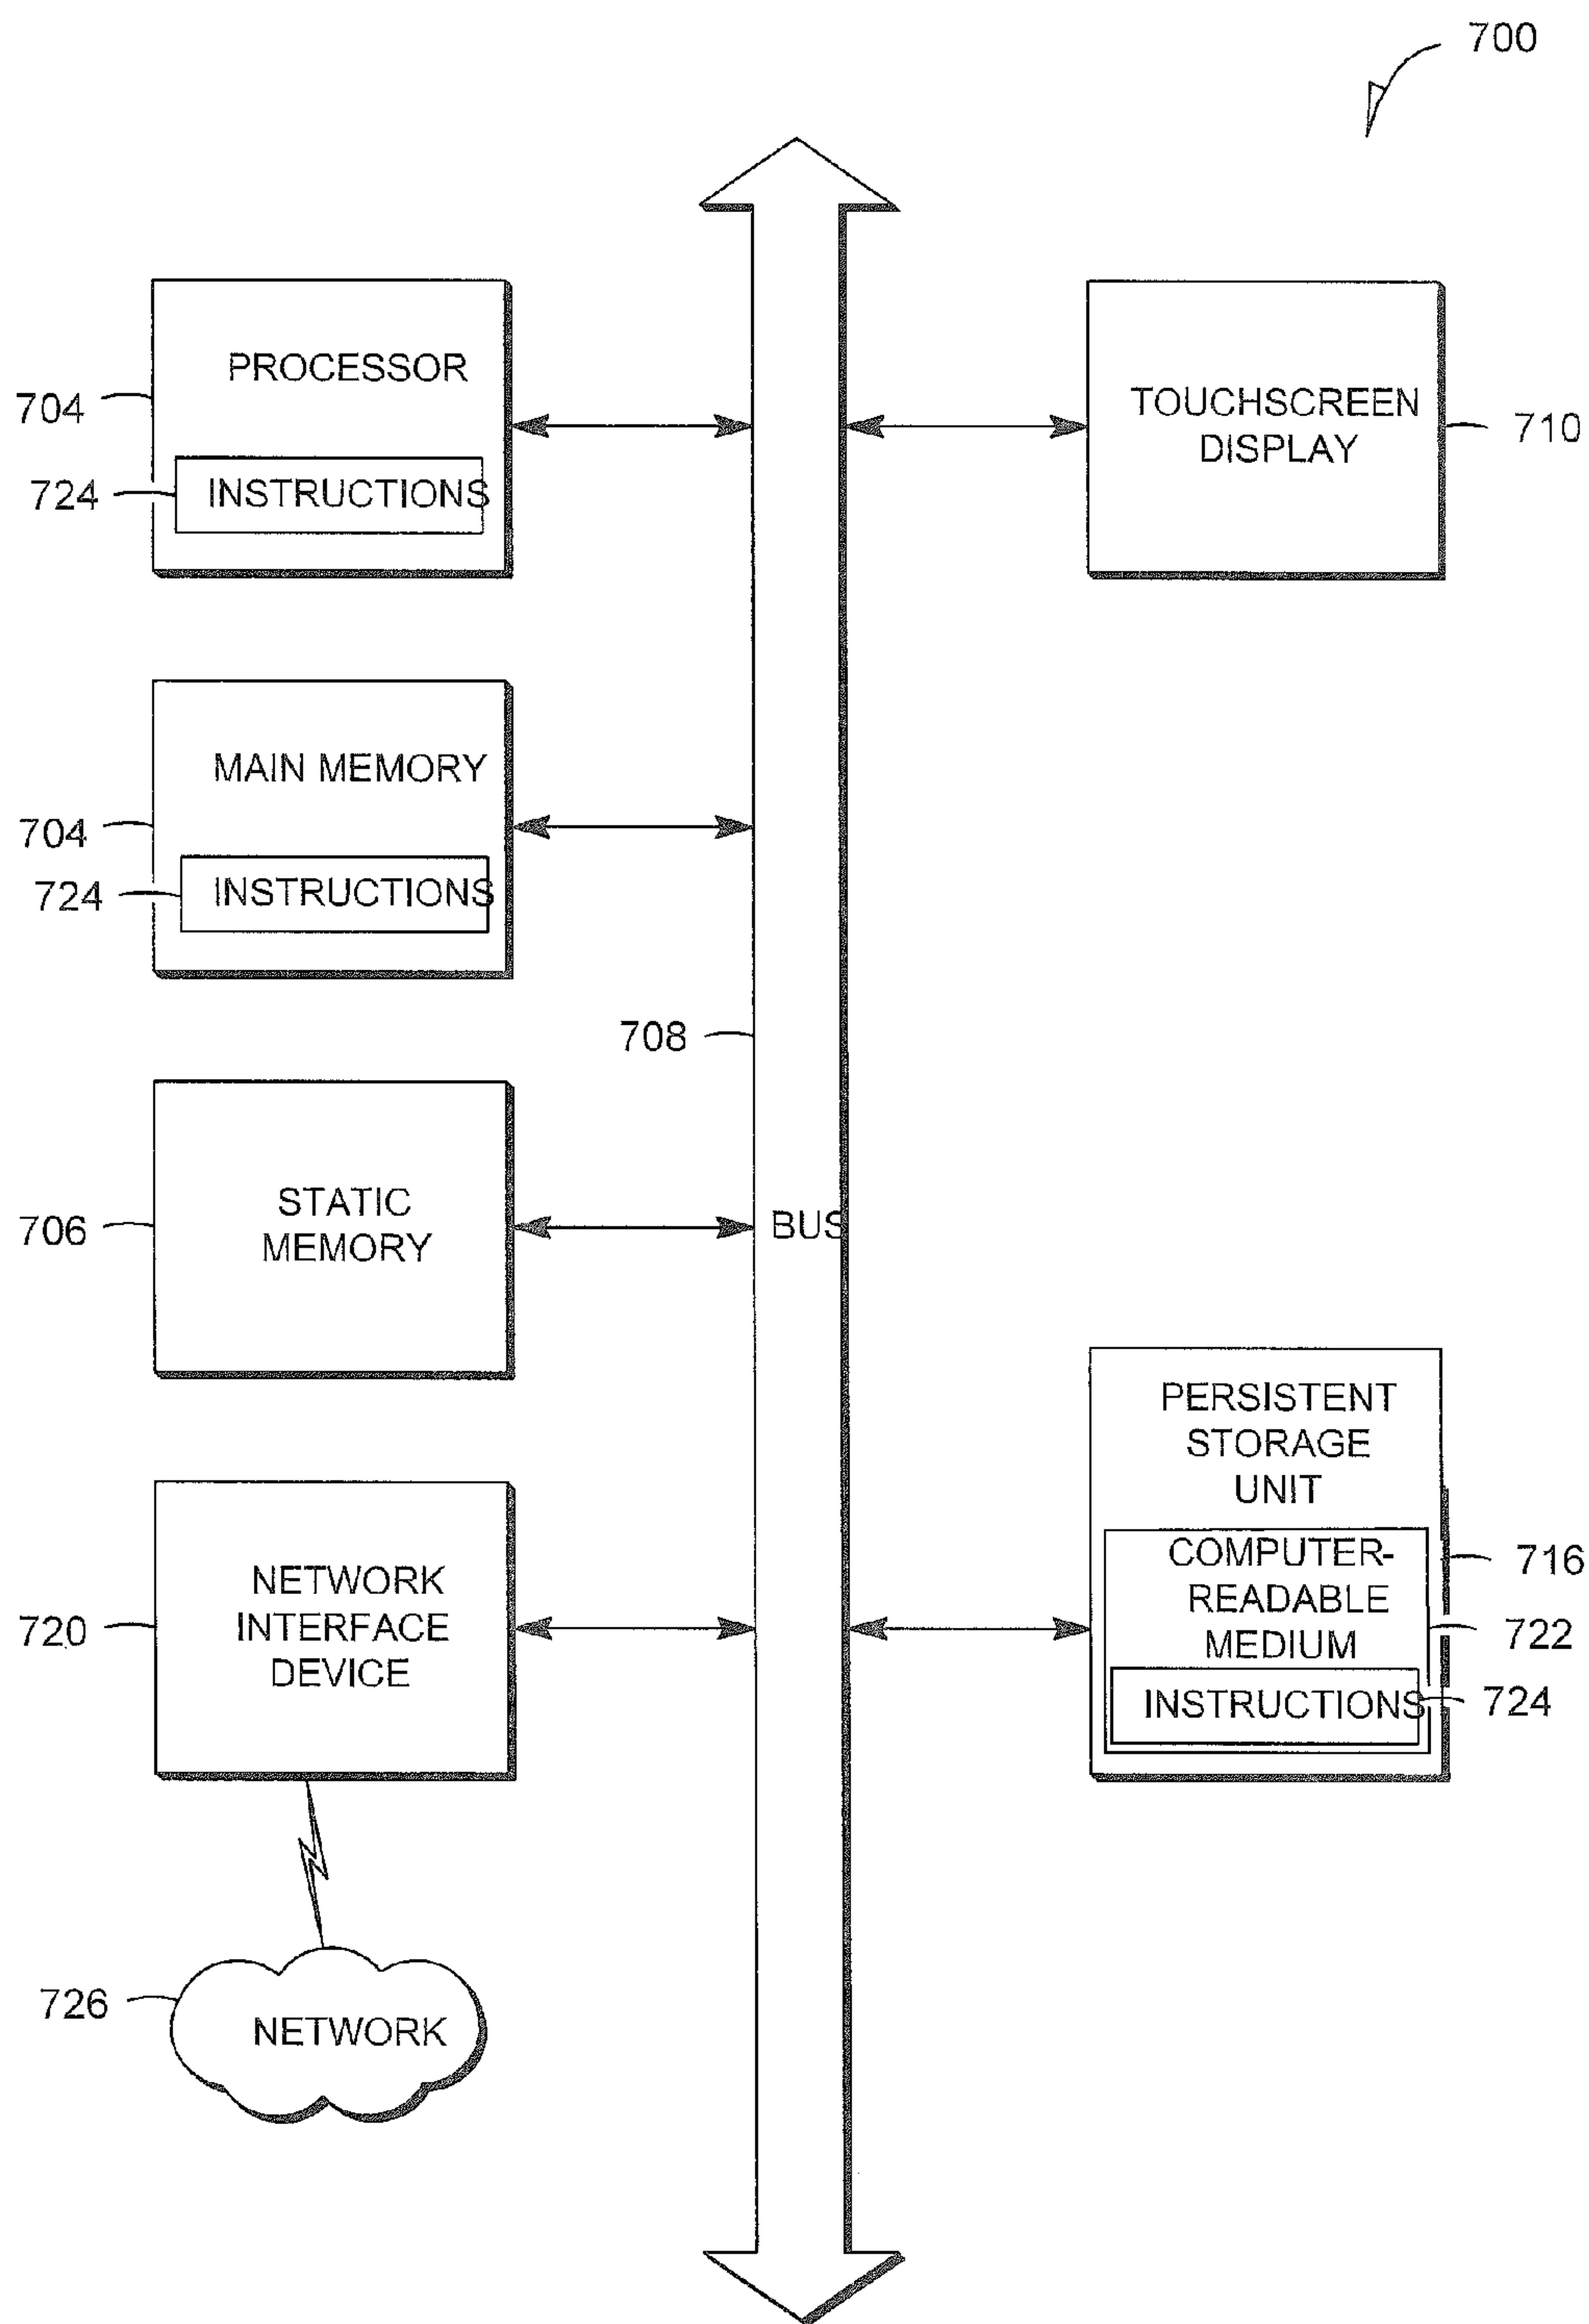 700
PROCESSOR
704
724
INSTRUCTIONS
TOUCHSCREEN
DISPLAY
710
MAIN MEMORY
704
724
INSTRUCTIONS
708
STATIC
MEMORY
706
BUS
PERSISTENT
STORAGE
UNIT
COMPUTER-
READABLE
MEDIUM
716
722
INSTRUCTIONS
724
NETWORK
INTERFACE
DEVICE
720
726
NETWORK